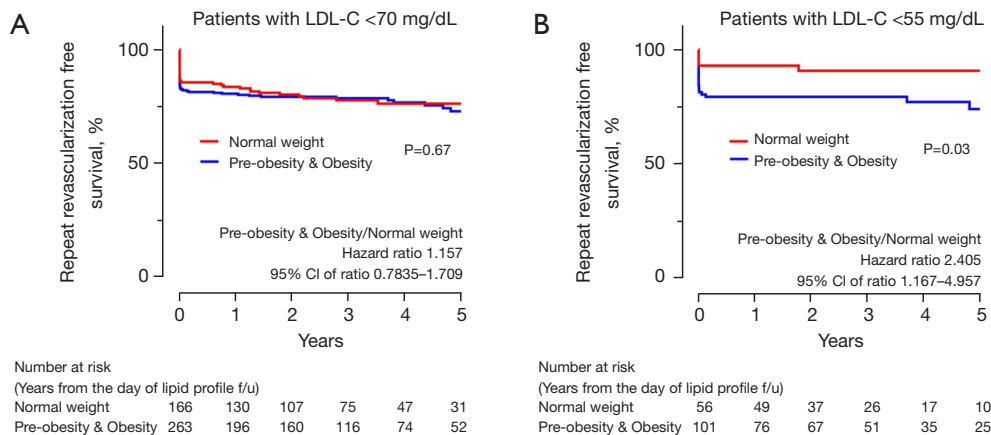 A
Patients with LDL-C <70 mg/dL
Repeat revascularization free
survival, %
100
50
0
Normal weight
Pre-obesity & Obesity
P=0.67
Pre-obesity & Obesity/Normal weight
Hazard ratio 1.157
95% CI of ratio 0.7835–1.709
0 1 2 3 4 5
Years
Number at risk
(Years from the day of lipid profile f/u)
Normal weight 166 130 107 75 47 31
Pre-obesity & Obesity 263 196 160 116 74 52
B
Patients with LDL-C <55 mg/dL
Repeat revascularization free
survival, %
100
50
0
Normal weight
Pre-obesity & Obesity
P=0.03
Pre-obesity & Obesity/Normal weight
Hazard ratio 2.405
95% CI of ratio 1.167–4.957
0 1 2 3 4 5
Years
Number at risk
(Years from the day of lipid profile f/u)
Normal weight 56 49 37 26 17 10
Pre-obesity & Obesity 101 76 67 51 35 25